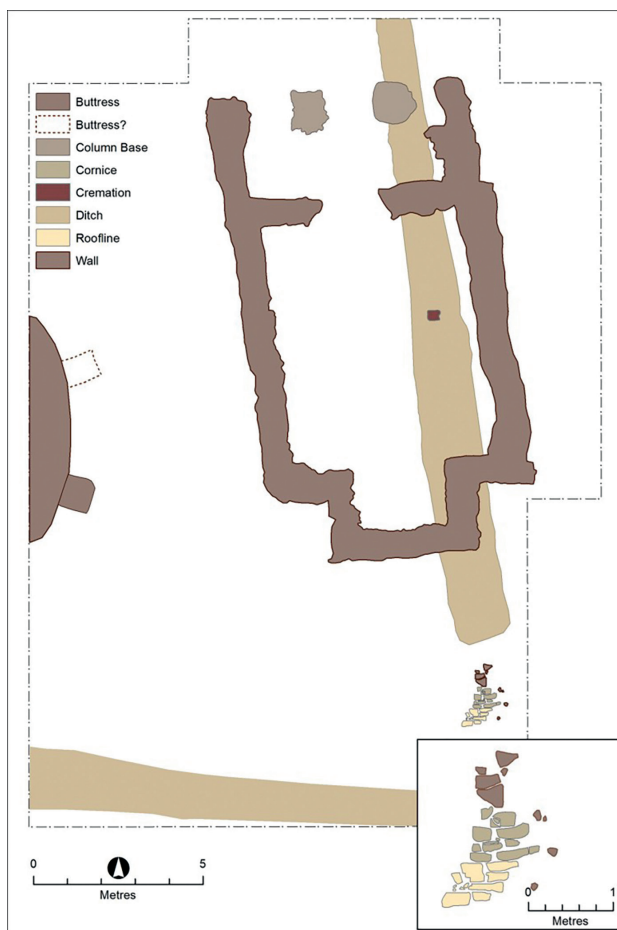 Buttress
Buttress?
Column Base
Cornice
Cremation
Ditch
Roofline
Wall
0 5
Metres
0 1
Metres